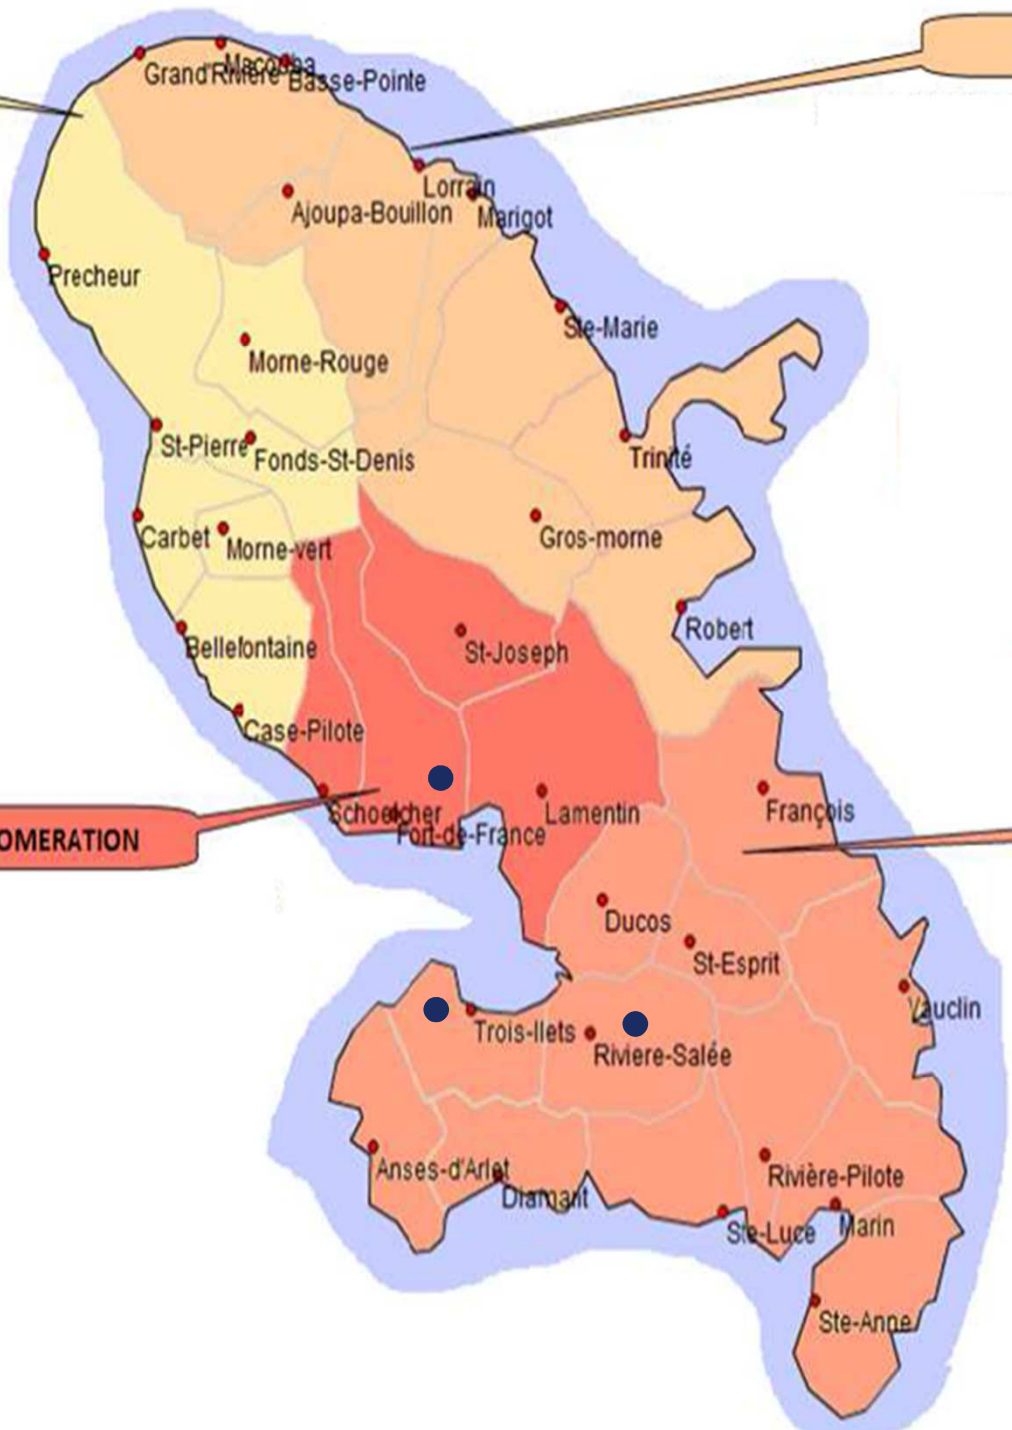 Macouba
Grand'Rivière
Basse-Pointe
Lorrain
Ajoupa-Bouillon
Marigot
Precheur
Ste-Marie
Morne-Rouge
St-Pierre
Fonds-St-Denis
Trinité
Carbet
Morne-vert
Gros-morne
Robert
Bellefontaine
St-Joseph
Case-Pilote
Schoelcher
Lamentin
François
OMERATION
Fort-de-France
Ducos
St-Esprit
Vauclin
Trois-Ilets
Riviere-Salée
Anses-d'Arlet
Rivière-Pilote
Diamant
Ste-Luce
Marin
Ste-Anne